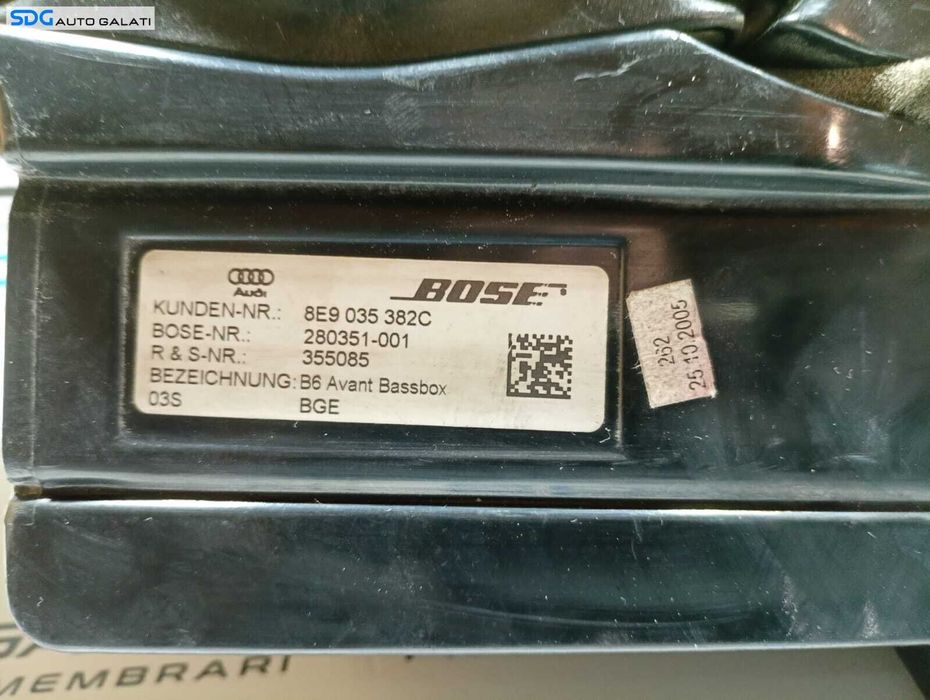 SDG AUTO GALATI
Audi
BOSE
KUNDEN-NR.: 8E9 035 382C
BOSE-NR.: 280351-001
R & S-NR.: 355085
BEZEICHNUNG: B6 Avant Bassbox
03S BGE
262
25.10.2005
MEMBRARI